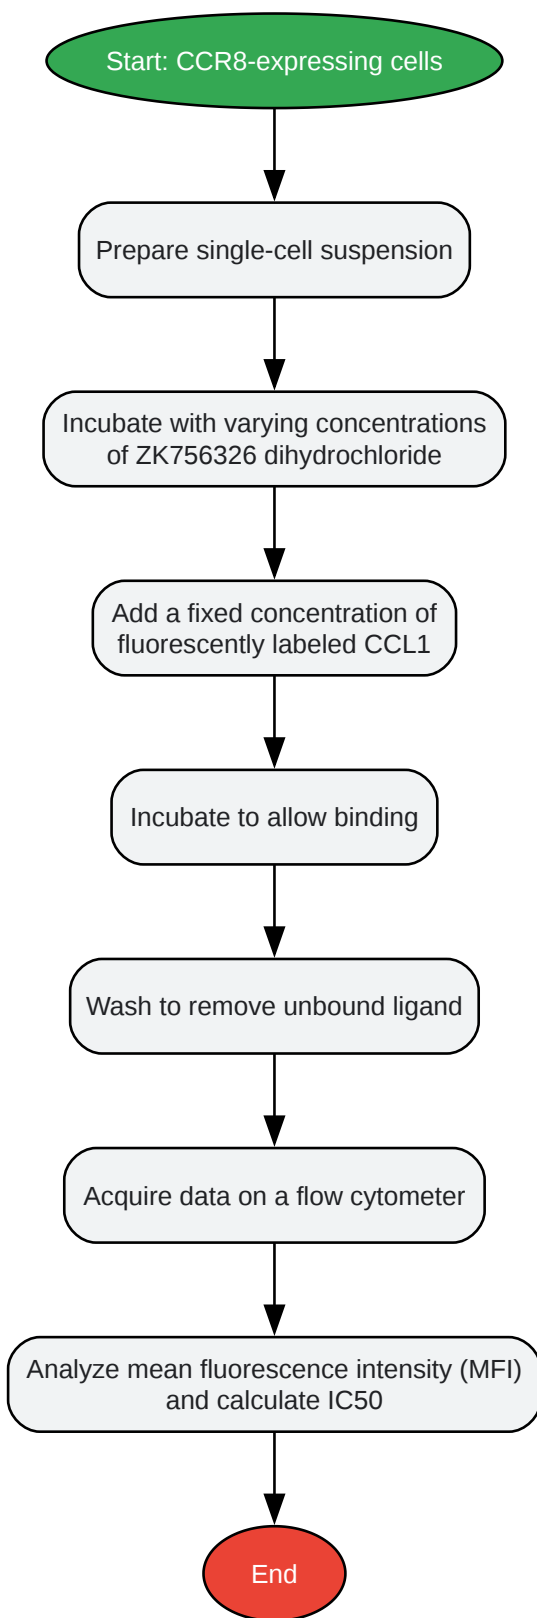 Start: CCR8-expressing cells
Prepare single-cell suspension
Incubate with varying concentrations
of ZK756326 dihydrochloride
Add a fixed concentration of
fluorescently labeled CCL1
Incubate to allow binding
Wash to remove unbound ligand
Acquire data on a flow cytometer
Analyze mean fluorescence intensity (MFI)
and calculate IC50
End